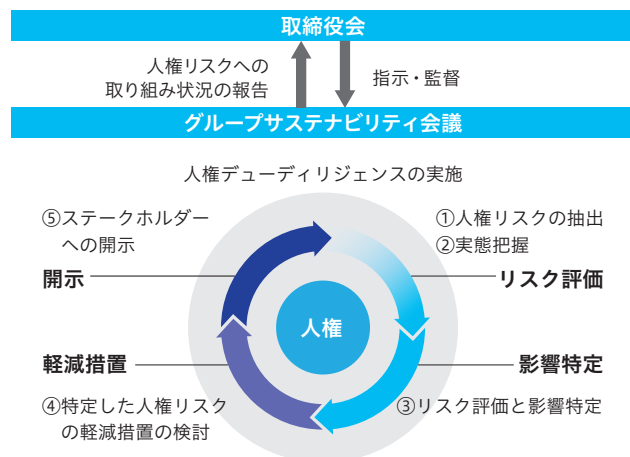 取締役会
人権リスクへの
取り組み状況の報告
指示・監督
グループサステナビリティ会議
人権デューディリジェンスの実施
⑤ステークホルダー
への開示
①人権リスクの抽出
②実態把握
開示
リスク評価
人権
軽減措置
影響特定
④特定した人権リスク
の軽減措置の検討
③リスク評価と影響特定